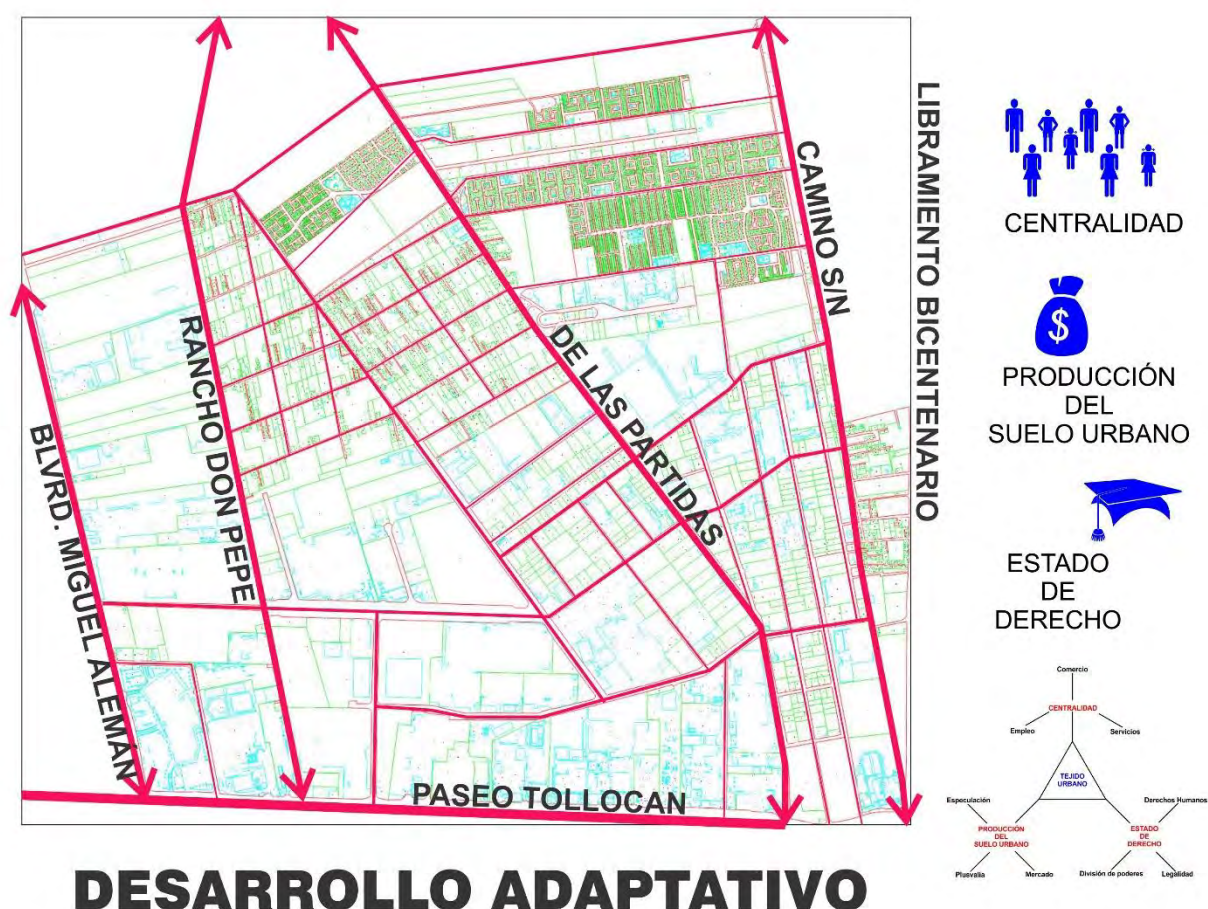 LIBRAMIENTO BICENTENARIO
CAMINO S/N
DE LAS PARTIDAS
RANCHO DON PEPE
BLVRD. MIGUEL ALEMÁN
PASEO TOLLOCAN
CENTRALIDAD
$
PRODUCCIÓN
DEL
SUELO URBANO
ESTADO
DE
DERECHO
Comercio
CENTRALIDAD
Empleo
Servicios
TEJIDO
URBANO
Especulación
Derechos Humanos
PRODUCCIÓN
DEL
SUELO URBANO
ESTADO
DE
DERECHO
Plusvalia
Mercado
División de poderes
Legalidad
DESARROLLO ADAPTATIVO